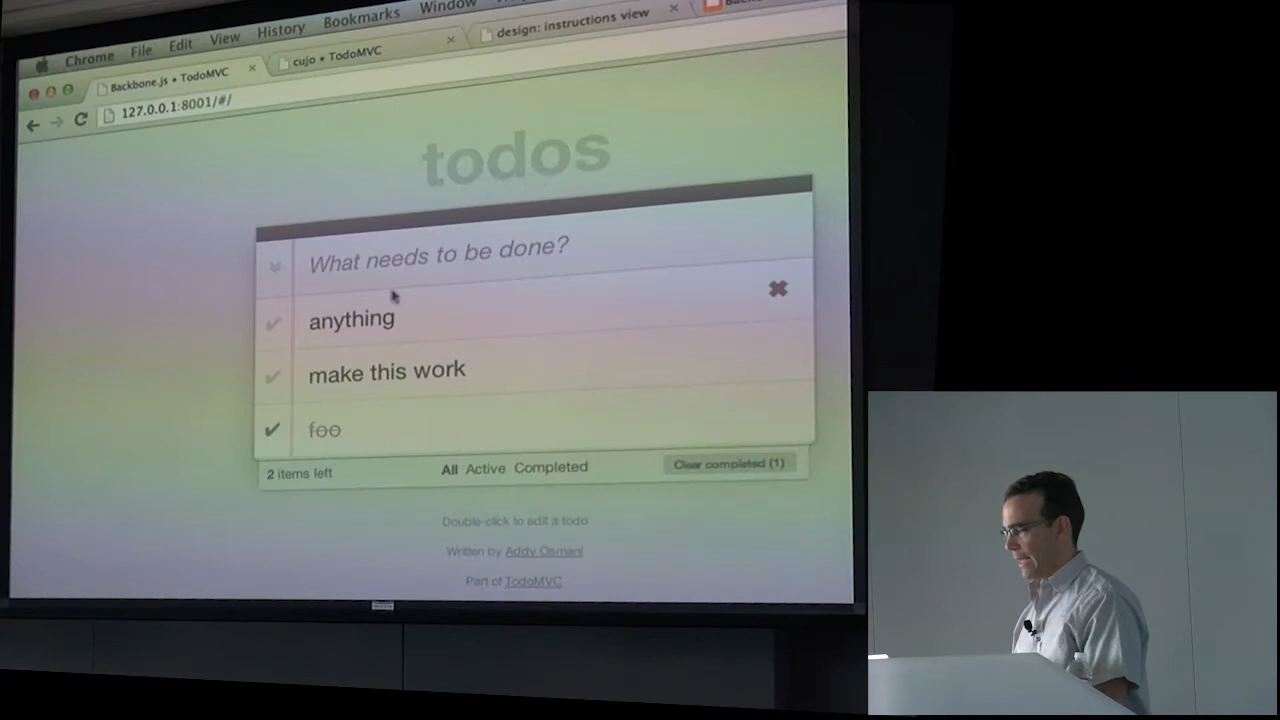 Chrome File Edit View History Bookmarks Window
Backbone.js • TodoMVC
cujo • TodoMVC
design: instructions view
127.0.0.1:8001/#/
todos
What needs to be done?
anything
make this work
foo
2 items left
All Active Completed
Clear completed (1)
Double-click to edit a todo
Written by Addy Osmani
Part of TodoMVC